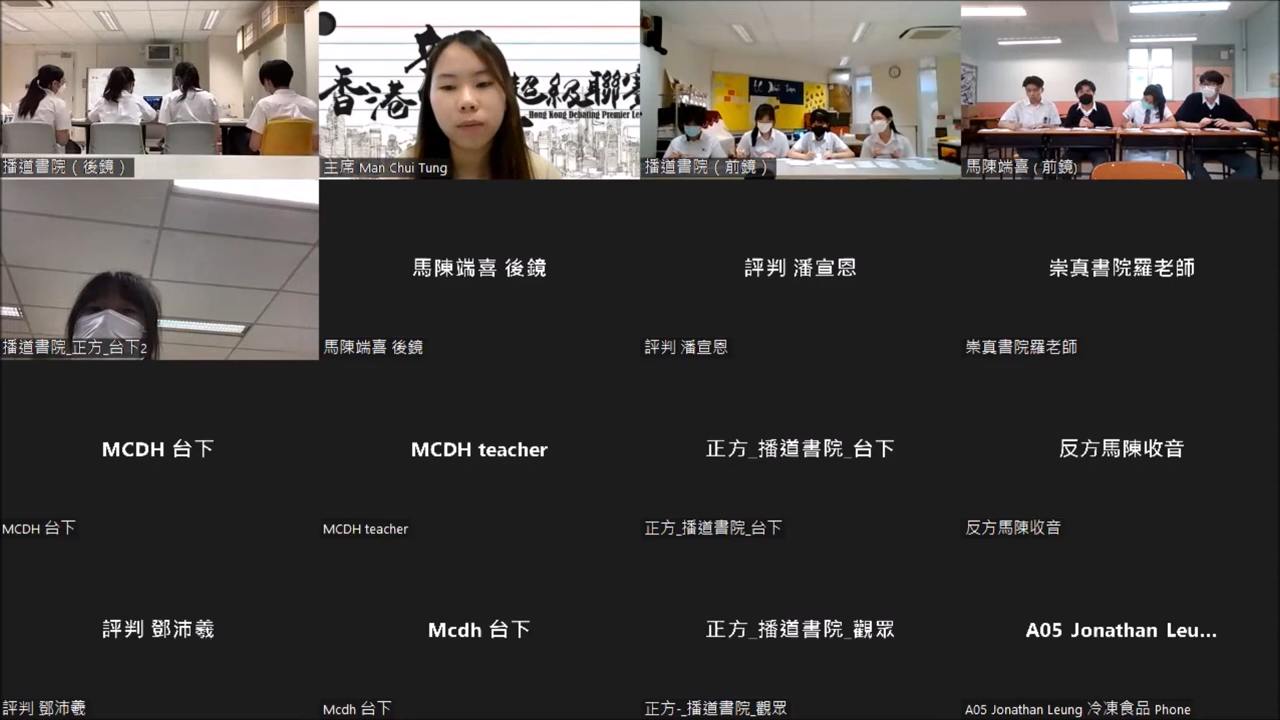 播道書院（後鏡）
香港
超級聯賽
Hong Kong Debating Premier Le
主席 Man Chui Tung
播道書院（前鏡）
馬陳端喜（前鏡）
播道書院_正方_台下2
馬陳端喜 後鏡
馬陳端喜 後鏡
評判 潘宣恩
評判 潘宣恩
崇真書院羅老師
崇真書院羅老師
MCDH 台下
MCDH 台下
MCDH teacher
MCDH teacher
正方_播道書院_台下
正方_播道書院_台下
反方馬陳收音
反方馬陳收音
評判 鄧沛羲
評判 鄧沛羲
Mcdh 台下
Mcdh 台下
正方_播道書院_觀眾
正方-_播道書院_觀眾
A05 Jonathan Leu...
A05 Jonathan Leung 冷凍食品 Phone